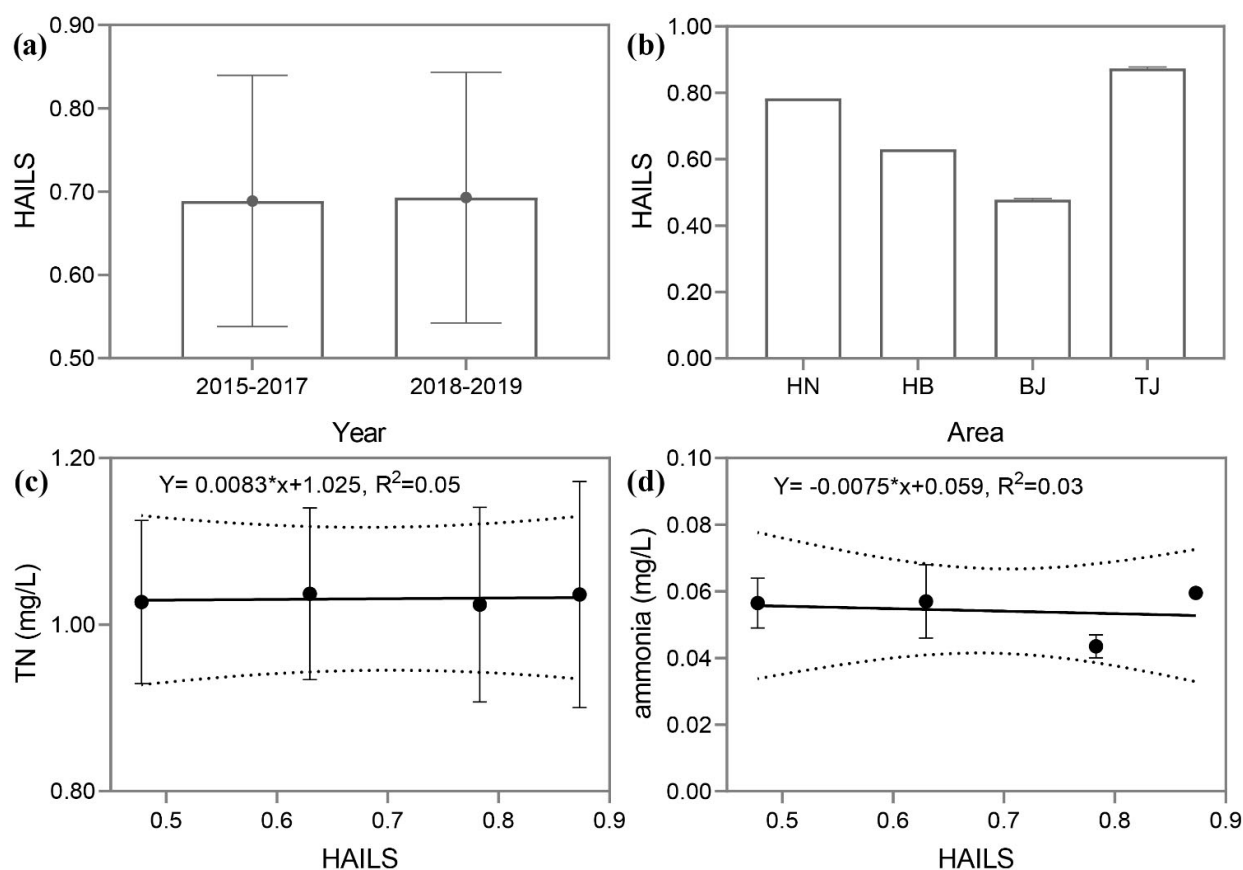 (a)
0.90
0.80
0.70
0.60
0.50
HAILS
2015-2017
2018-2019
Year
(b)
1.00
0.80
0.60
0.40
0.20
0.00
HAILS
HN
HB
BJ
TJ
Area
(c)
1.20
1.00
0.80
TN (mg/L)
Y= 0.0083*x+1.025, R²=0.05
0.5
0.6
0.7
0.8
0.9
HAILS
(d)
0.10
0.08
0.06
0.04
0.02
0.00
ammonia (mg/L)
Y= -0.0075*x+0.059, R²=0.03
0.5
0.6
0.7
0.8
0.9
HAILS